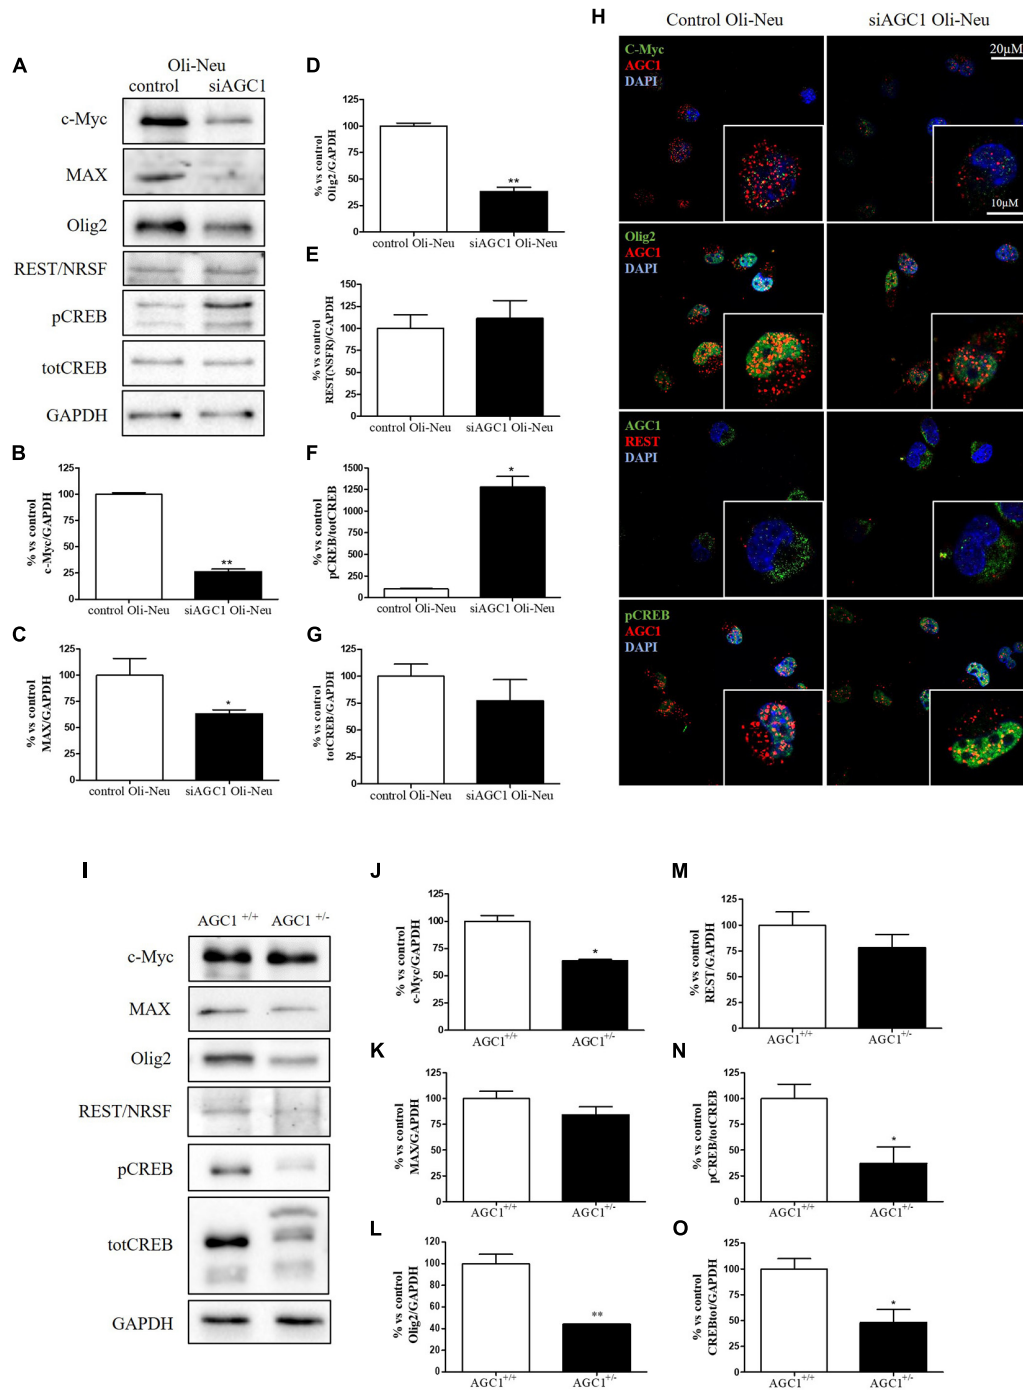 A
Oli-Neu
control siAGC1
c-Myc
MAX
Olig2
REST/NRSF
pCREB
totCREB
GAPDH
B
% vs control
c-Myc/GAPDH
125
100
75
50
25
0
**
control Oli-Neu siAGC1 Oli-Neu
C
% vs control
MAX/GAPDH
125
100
75
50
25
0
*
control Oli-Neu siAGC1 Oli-Neu
D
% vs control
Olig2/GAPDH
125
100
75
50
25
0
**
control Oli-Neu siAGC1 Oli-Neu
E
% vs control
REST(NSFR)/GAPDH
150
125
100
75
50
25
0
control Oli-Neu siAGC1 Oli-Neu
F
% vs control
pCREB/totCREB
1500
1250
1000
750
500
250
0
*
control Oli-Neu siAGC1 Oli-Neu
G
% vs control
totCREB/GAPDH
125
100
75
50
25
0
control Oli-Neu siAGC1 Oli-Neu
H
Control Oli-Neu siAGC1 Oli-Neu
C-Myc
AGC1
DAPI
20µM
10µM
Olig2
AGC1
DAPI
AGC1
REST
DAPI
pCREB
AGC1
DAPI
I
AGC1 +/+ AGC1 +/-
c-Myc
MAX
Olig2
REST/NRSF
pCREB
totCREB
GAPDH
J
% vs control
c-Myc/GAPDH
125
100
75
50
25
0
*
AGC1+/+ AGC1+/-
K
% vs control
MAX/GAPDH
125
100
75
50
25
0
AGC1+/+ AGC1+/-
L
% vs control
Olig2/GAPDH
120
100
80
60
40
20
0
**
AGC1+/+ AGC1+/-
M
% vs control
REST/GAPDH
125
100
75
50
25
0
AGC1+/+ AGC1+/-
N
% vs control
pCREB/totCREB
125
100
75
50
25
0
*
AGC1+/+ AGC1+/-
O
% vs control
CREBtot/GAPDH
125
100
75
50
25
0
*
AGC1+/+ AGC1+/-